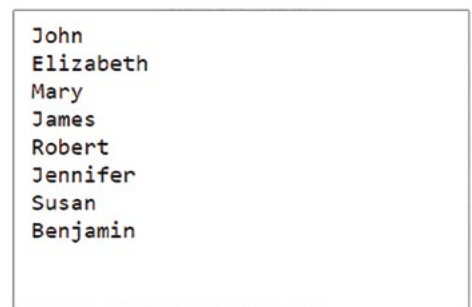 John
Elizabeth
Mary
James
Robert
Jennifer
Susan
Benjamin